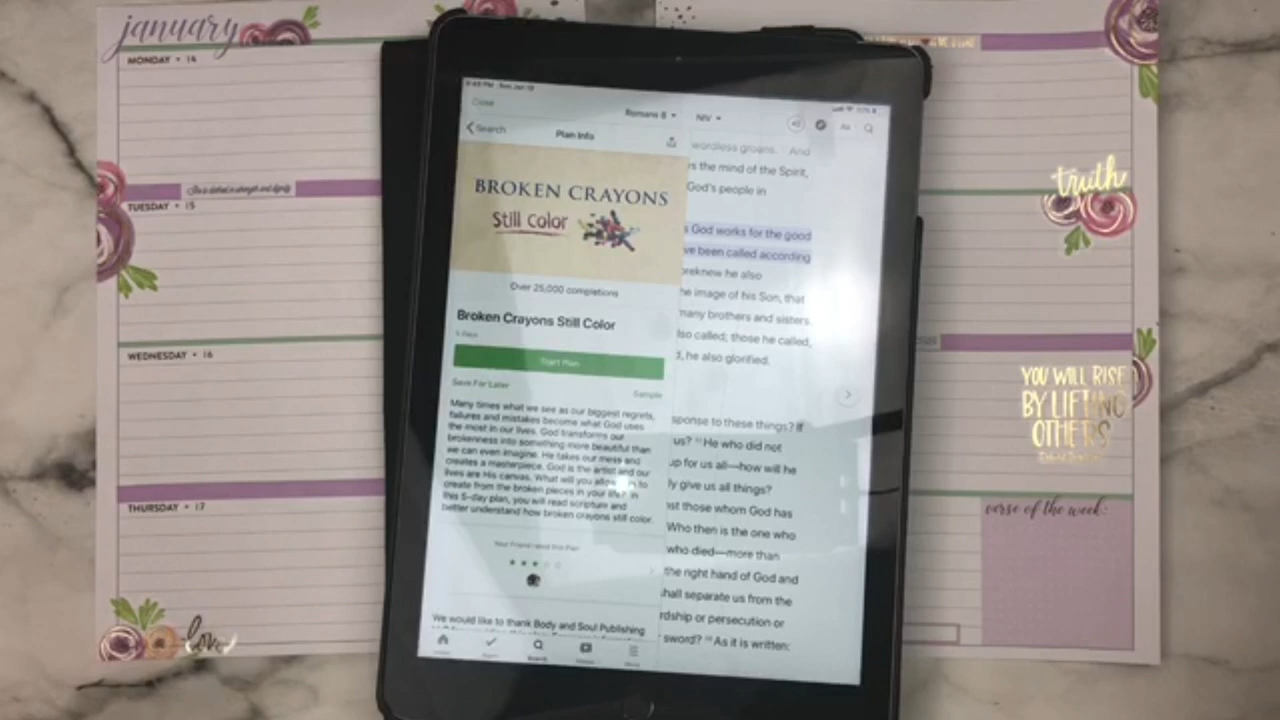 january
MONDAY • 14
TUESDAY • 15
WEDNESDAY • 16
THURSDAY • 17
Close
Romans 8
NIV
Search
Plan Info
BROKEN CRAYONS
Still Color
Over 25,000 completions
Broken Crayons Still Color
Start Plan
Save For Later
Sample
Many times what we see as our biggest regrets,
failures and mistakes become what God uses
the most in our lives. God transforms our
brokenness into something more beautiful than
we can even imagine. He takes our mess and
creates a masterpiece. God is the artist and our
lives are His canvas. What will you allow to
create from the broken pieces in your life? In
this 5-day plan, you will read scripture and
better understand how broken crayons still color.
We would like to thank Body and Soul Publishing
Search
wordless groans. And
the mind of the Spirit,
God's people in
God works for the good
been called according
he also
image of his Son, that
many brothers and sisters.
also called; those he called,
he also glorified.
to these things? If
us? He who did not
up for us all—how will he
give us all things?
those whom God has
Who then is the one who
who died—more than
the right hand of God and
shall separate us from the
or persecution or
sword? As it is written:
truth
YOU WILL RISE
BY LIFTING
OTHERS
verse of the week:
love